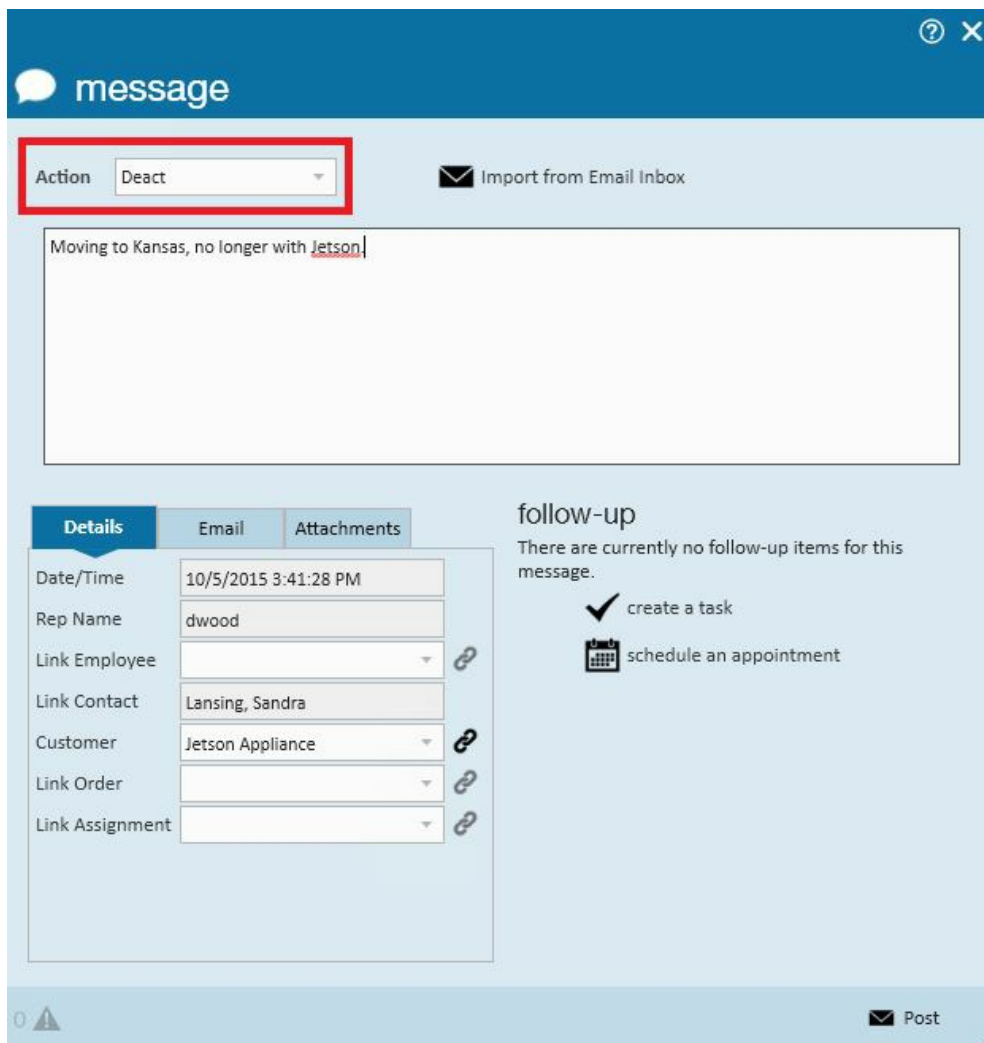 message
Action Deact Import from Email Inbox
Moving to Kansas, no longer with Jetson.
Details Email Attachments
Date/Time 10/5/2015 3:41:28 PM
Rep Name dwood
Link Employee
Link Contact Lansing, Sandra
Customer Jetson Appliance
Link Order
Link Assignment
follow-up
There are currently no follow-up items for this
message.
create a task
schedule an appointment
0
Post